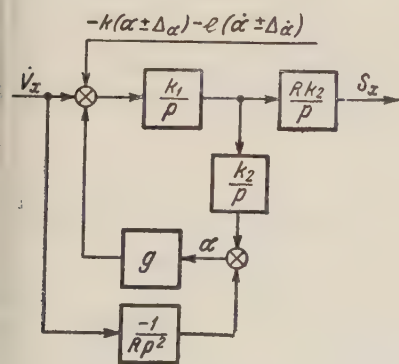 -k(α±Δα)-ℓ(α̇±Δα̇)
V̇x
k₁/p
Rk₂/p
Sx
k₂/p
g
α
-1/Rp²